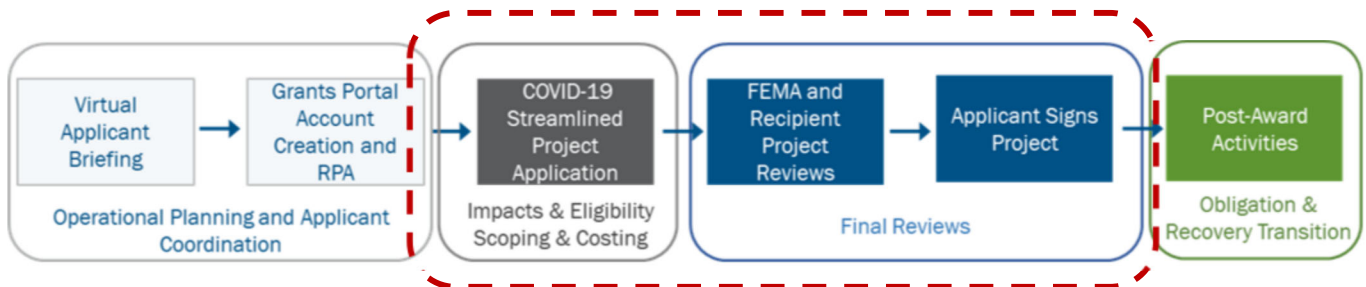 Virtual
Applicant
Briefing
Grants Portal
Account
Creation and
RPA
Operational Planning and Applicant
Coordination
COVID-19
Streamlined
Project
Application
Impacts & Eligibility
Scoping & Costing
FEMA and
Recipient
Project
Reviews
Applicant Signs
Project
Final Reviews
Post-Award
Activities
Obligation &
Recovery Transition